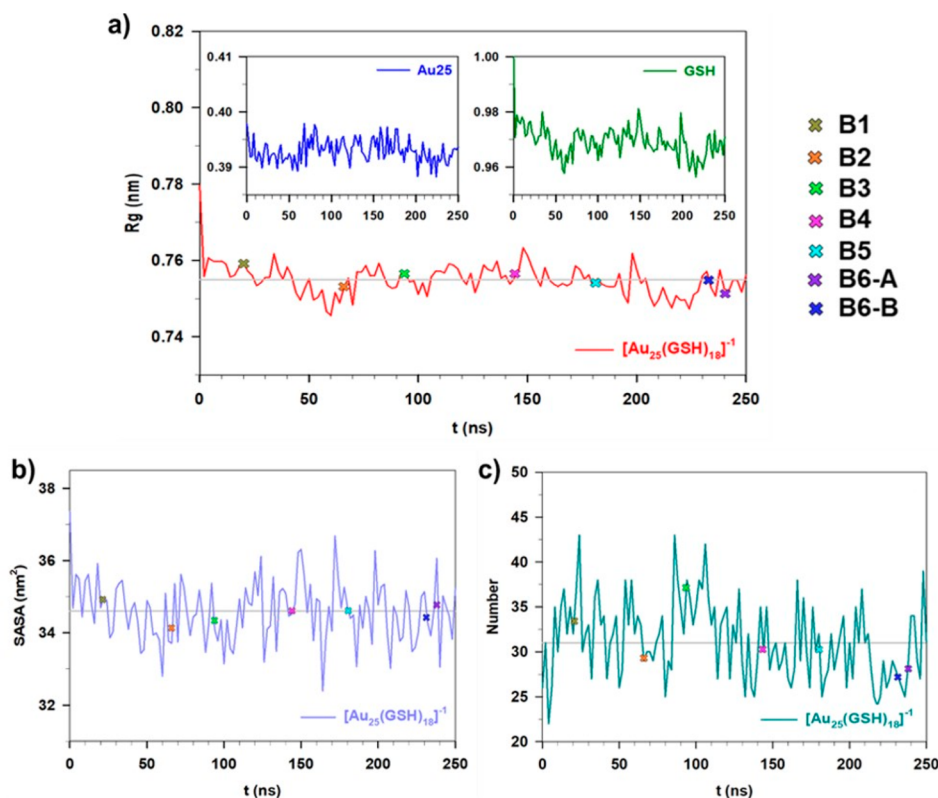 a)
0.82
0.80
0.78
0.76
0.74
Rg (nm)
0.41
0.40
0.39
Au25
0 50 100 150 200 250
1.00
0.98
0.96
GSH
0 50 100 150 200 250
[Au25(GSH)18]-1
0 50 100 150 200 250
t (ns)
B1
B2
B3
B4
B5
B6-A
B6-B
b)
38
36
34
32
SASA (nm2)
[Au25(GSH)18]-1
0 50 100 150 200 250
t (ns)
c)
50
45
40
35
30
25
20
Number
[Au25(GSH)18]-1
0 50 100 150 200 250
t (ns)